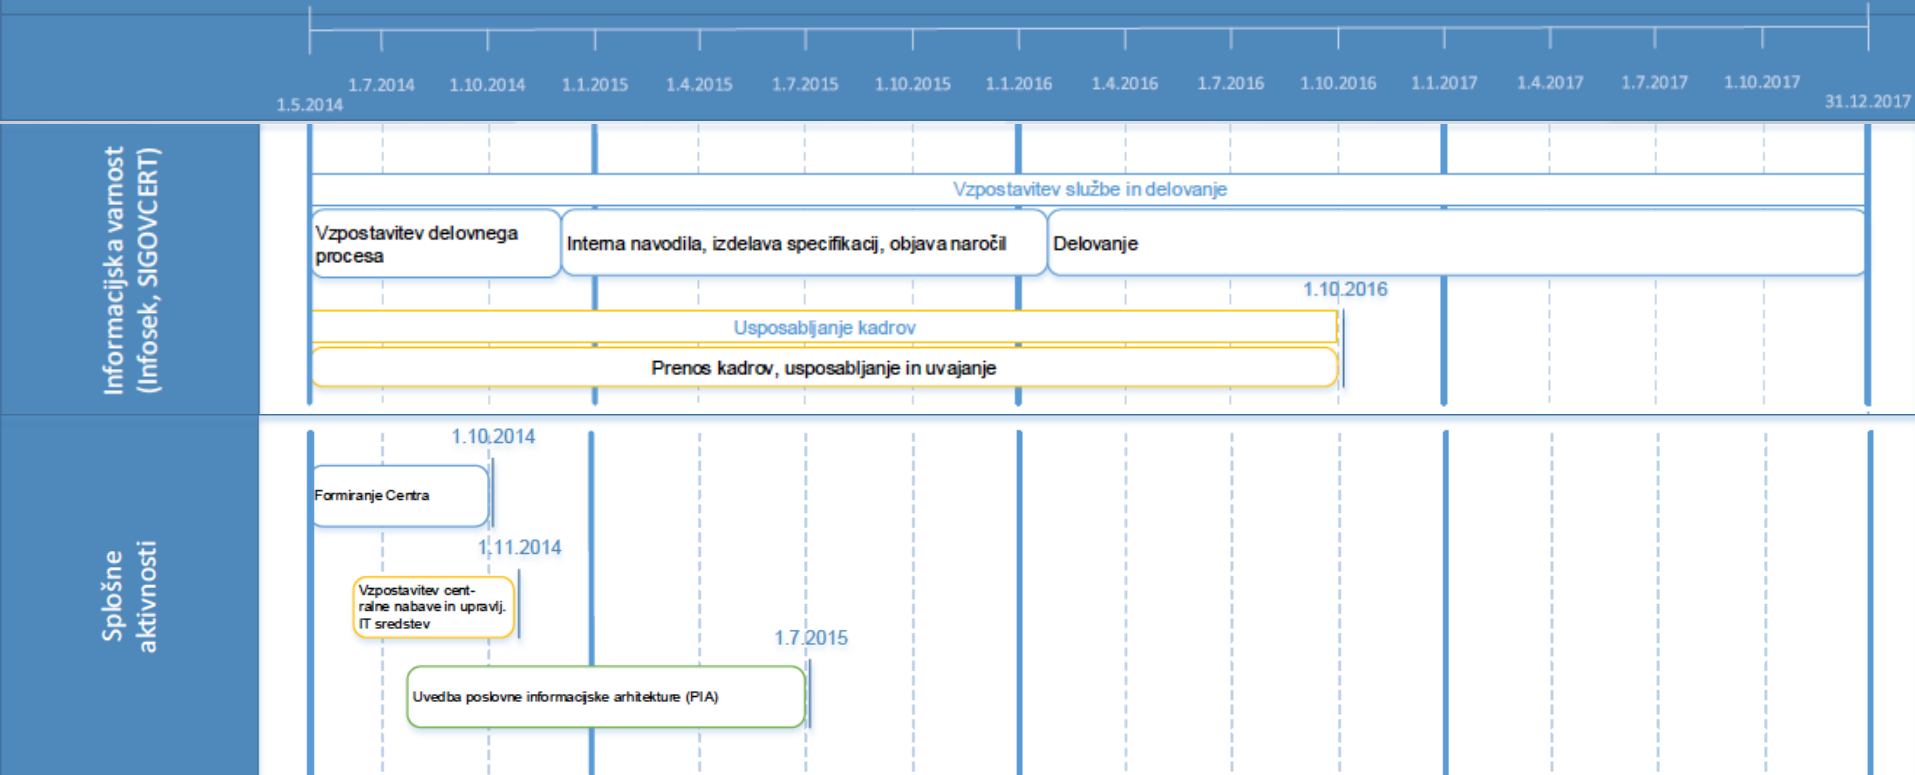 1.7.2014 1.10.2014 1.1.2015 1.4.2015 1.7.2015 1.10.2015 1.1.2016 1.4.2016 1.7.2016 1.10.2016 1.1.2017 1.4.2017 1.7.2017 1.10.2017
1.5.2014
31.12.2017
Informacijska varnost
(Infosek, SIGOVCERT)
Vzpostavitev službe in delovanje
Vzpostavitev delovnega
procesa
Interna navodila, izdelava specifikacij, objava naročil
Delovanje
1.10.2016
Usposabljanje kadrov
Prenos kadrov, usposabljanje in uvajanje
Splošne
aktivnosti
1.10.2014
Formiranje Centra
1.11.2014
Vzpostavitev cent-
ralne nabave in upravlj.
IT sredstev
1.7.2015
Uvedba poslovne informacijske arhitekture (PIA)